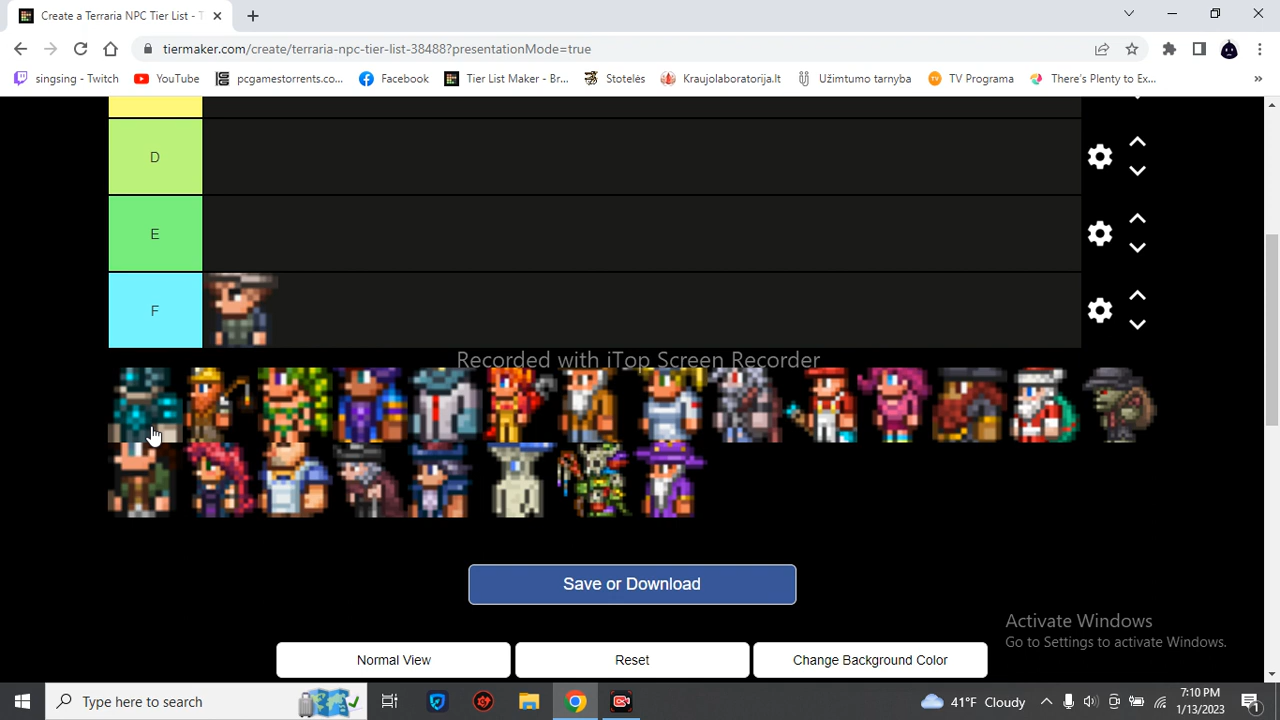 Create a Terraria NPC Tier List - T
tiermaker.com/create/terraria-npc-tier-list-38488?presentationMode=true
singsing - Twitch YouTube pcgamestorrents.co... Facebook Tier List Maker - Br... Stotelės Kraujolaboratorija.lt Užimtumo tarnyba TV Programa There's Plenty to Ex... »
D
E
F
Recorded with iTop Screen Recorder
Save or Download
Activate Windows
Go to Settings to activate Windows.
Normal View Reset Change Background Color
Type here to search 41°F Cloudy 7:10 PM
1/13/2023 1